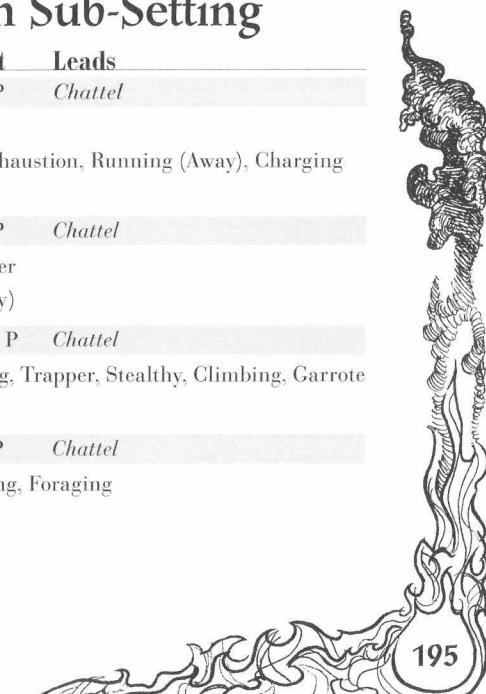 n Sub-Setting
t Leads
P Chattel
haustion, Running (Away), Charging
P Chattel
er
y)
P Chattel
g, Trapper, Stealthy, Climbing, Garrote
P Chattel
ng, Foraging
195